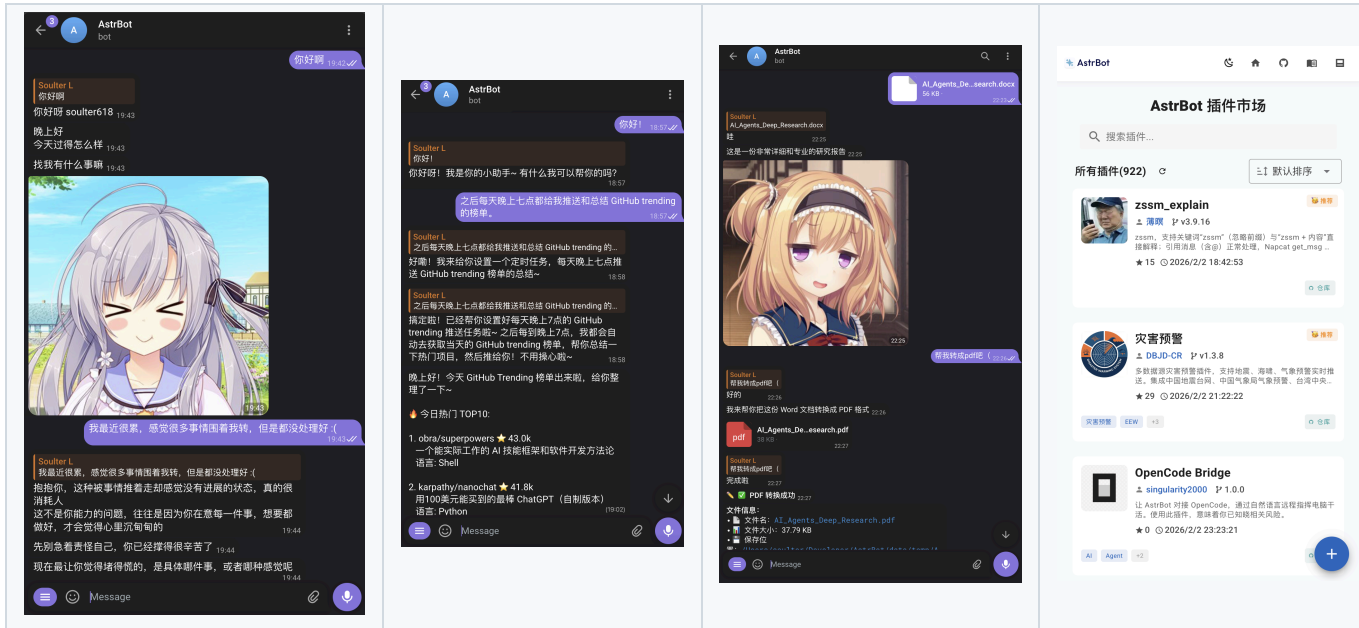 3
A
AstrBot
bot
你好啊 19:42
Soulter L
你好啊
你好呀 soulter618 19:43
晚上好
今天过得怎么样 19:43
找我有什么事嘛 19:43
19:43
我最近很累，感觉很多事情围着我转，但是都没处理好 :(
19:43
Soulter L
我最近很累，感觉很多事情围着我转，但是都没处理好 :(
抱抱你，这种被事情推着走却感觉没有进展的状态，真的很
消耗人
这不是你能力的问题，往往是因为你在意每一件事，想要都
做好，才会觉得心里沉甸甸的
19:44
先别急着责怪自己，你已经撑得很辛苦了 19:44
现在最让你觉得堵得慌的，是具体哪件事，或者哪种感觉呢
19:44
Message
3
A
AstrBot
bot
你好！ 18:57
Soulter L
你好！
你好呀！我是你的小助手~ 有什么我可以帮你的吗？
18:57
之后每天晚上七点都给我推送和总结 GitHub trending
的榜单。 18:57
Soulter L
之后每天晚上七点都给我推送和总结 GitHub trending 的...
好嘞！我来给你设置一个定时任务，每天晚上七点推
送 GitHub trending 榜单的总结~ 18:58
Soulter L
之后每天晚上七点都给我推送和总结 GitHub trending 的...
搞定啦！已经帮你设置好每天晚上7点的 GitHub
trending 推送任务啦~ 之后每到晚上7点，我都会自
动去获取当天的 GitHub trending 榜单，帮你总结一
下热门项目，然后推给你！不用操心啦~ 18:58
晚上好！今天 GitHub Trending 榜单出来啦，给你整
理了一下~
🔥 今日热门 TOP10:
1. obra/superpowers ⭐ 43.0k
一个能实际工作的 AI 技能框架和软件开发方法论
语言: Shell
2. karpathy/nanochat ⭐ 41.8k
用100美元能买到的最棒 ChatGPT（自制版本）
语言: Python (19:02)
Message
A
AstrBot
bot
AI_Agents_De...search.docx
56 KB
22:23
Soulter L
AI_Agents_Deep_Research.docx
哇
22:25
这是一份非常详细和专业的研究报告 22:25
22:25
帮我转成pdf吧（ 22:26
Soulter L
帮我转成pdf吧（
好的
22:26
我来帮你把这份 Word 文档转换成 PDF 格式 22:26
pdf
AI_Agents_De...esearch.pdf
38 KB
22:27
Soulter L
帮我转成pdf吧（
完成啦 22:27
✏️ ✅ PDF 转换成功 22:27
文件信息：
• 📄 文件名: AI_Agents_Deep_Research.pdf
• 📊 文件大小: 37.79 KB
• 💾 保存位
Message
AstrBot
AstrBot 插件市场
搜索插件...
所有插件(922)
默认排序
zssm_explain
推荐
薄暝 v3.9.16
zssm，支持关键词"zssm"（忽略前缀）与"zssm + 内容"直
接解释：引用消息（含@）正常处理，Napcat get_msg ...
15 2026/2/2 18:42:53
仓库
灾害预警
推荐
DBJD-CR v1.3.8
多数据源灾害预警插件，支持地震、海啸、气象预警实时推
送。集成中国地震台网、中国气象局气象预警、台湾中央...
29 2026/2/2 21:22:22
灾害预警 EEW +3 仓库
OpenCode Bridge
singularity2000 1.0.0
让 AstrBot 对接 OpenCode，通过自然语言远程指挥电脑干
活。使用此插件，意味着你已知晓相关风险。
0 2026/2/2 23:23:21
AI Agent +2
+